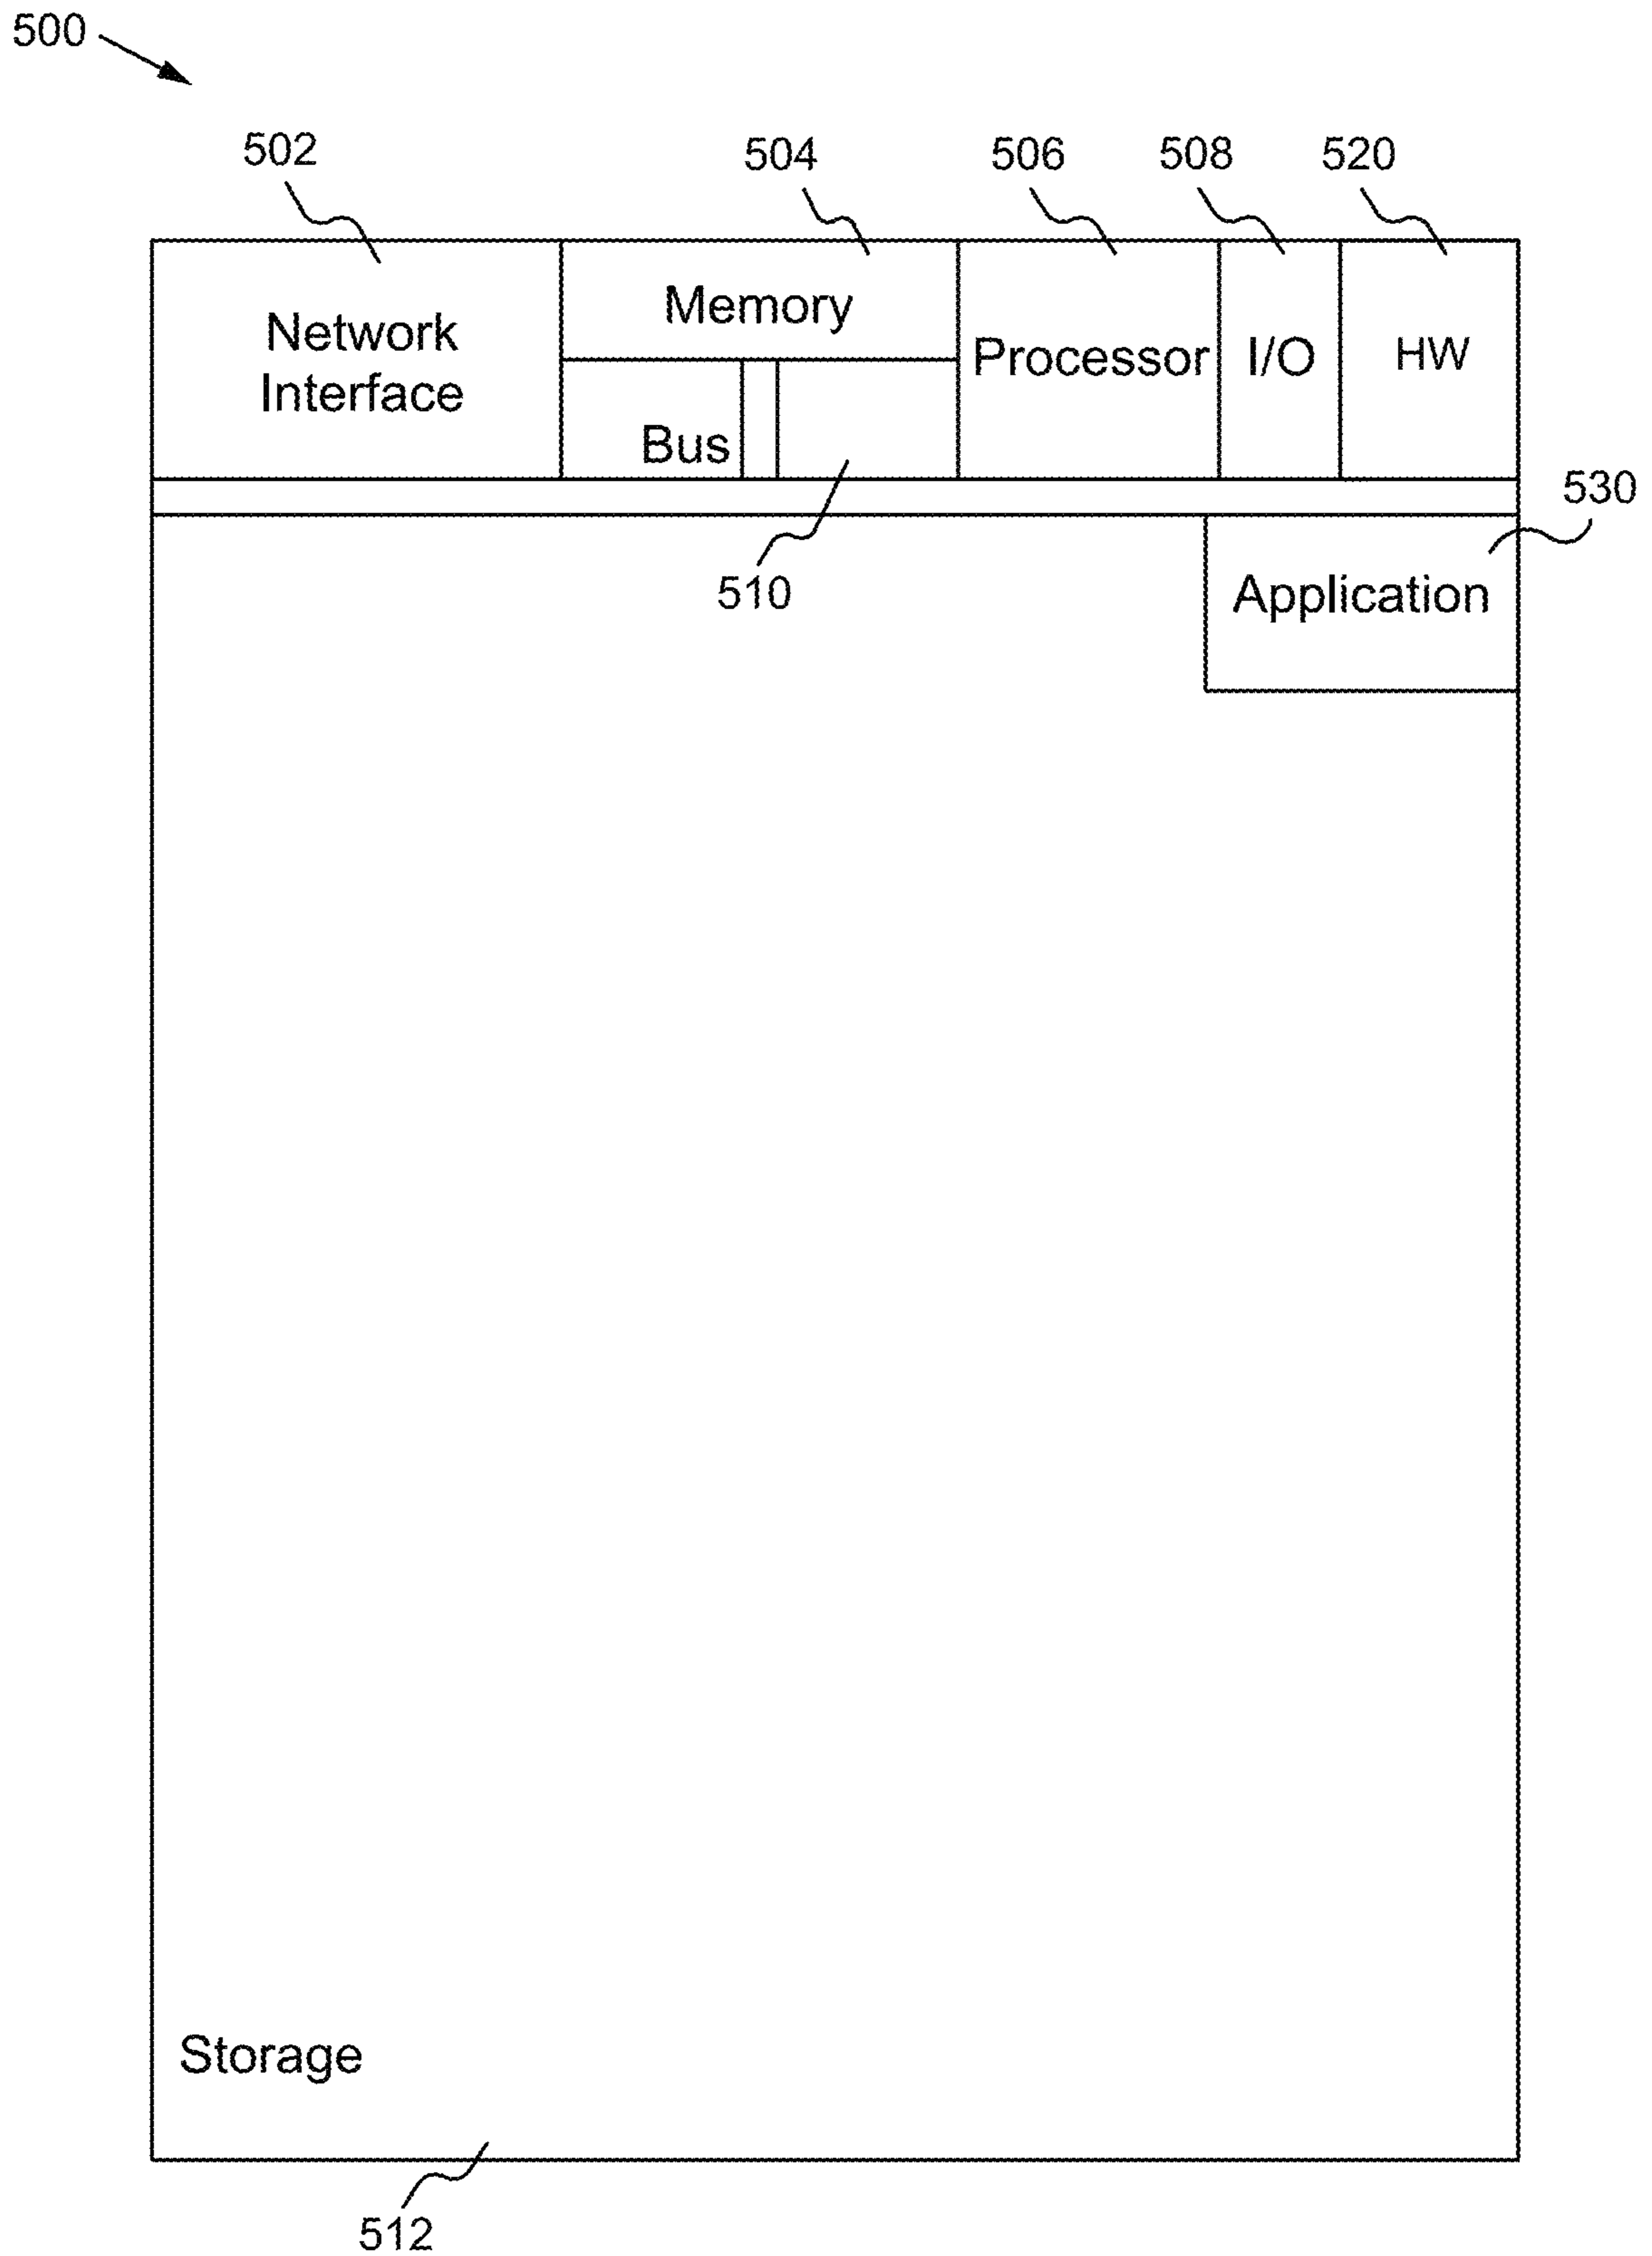 500
502
504
506
508
520
Network
Interface
Memory
Bus
Processor
I/O
HW
530
510
Application
Storage
512